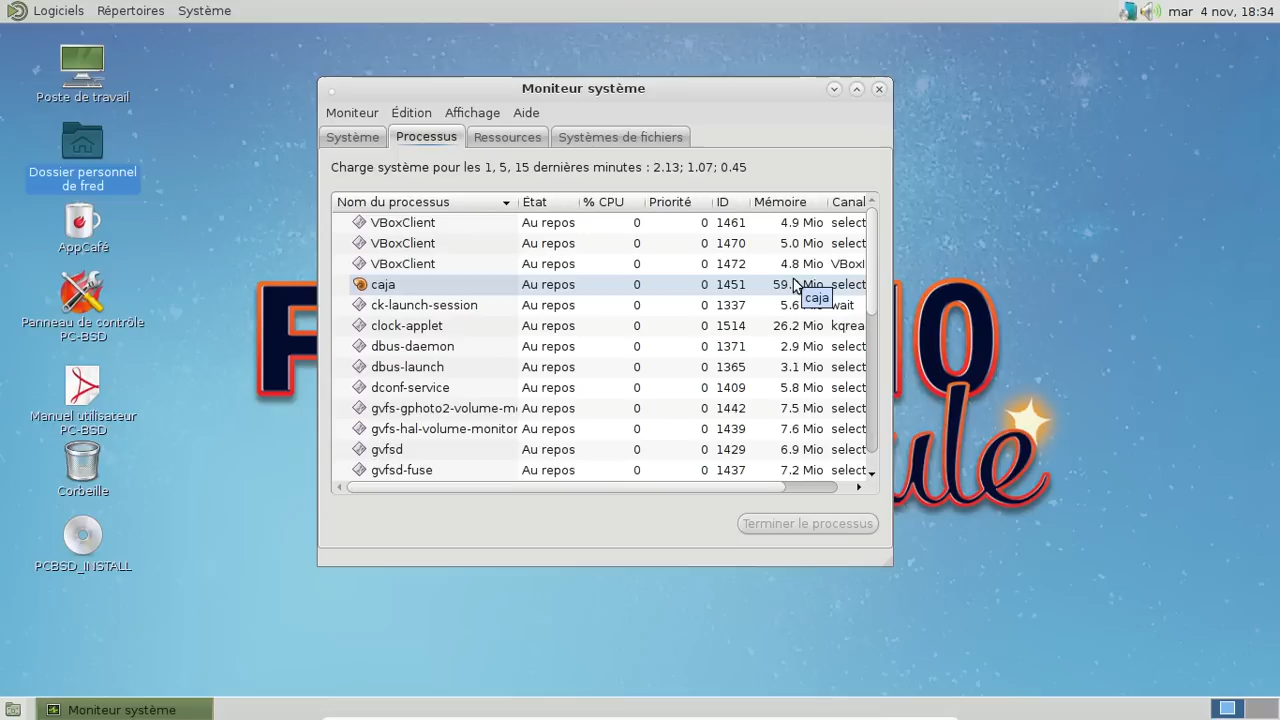 Logiciels Répertoires Système mar 4 nov, 18:34
Poste de travail
Dossier personnel
de fred
AppCafé
Panneau de contrôle
PC-BSD
Manuel utilisateur
PC-BSD
Corbeille
PCBSD_INSTALL
Moniteur système
Moniteur Édition Affichage Aide
Système Processus Ressources Systèmes de fichiers
Charge système pour les 1, 5, 15 dernières minutes : 2.13; 1.07; 0.45
Nom du processus État % CPU Priorité ID Mémoire Canal
VBoxClient Au repos 0 0 1461 4.9 Mio select
VBoxClient Au repos 0 0 1470 5.0 Mio select
VBoxClient Au repos 0 0 1472 4.8 Mio
caja Au repos 0 0 1451 59. Mio select
caja
ck-launch-session Au repos 0 0 1337 5.6 wait
clock-applet Au repos 0 0 1514 26.2 Mio kqrea
dbus-daemon Au repos 0 0 1371 2.9 Mio select
dbus-launch Au repos 0 0 1365 3.1 Mio select
dconf-service Au repos 0 0 1409 5.8 Mio select
gvfs-gphoto2-volume-m Au repos 0 0 1442 7.5 Mio select
gvfs-hal-volume-monitor Au repos 0 0 1439 7.6 Mio select
gvfsd Au repos 0 0 1429 6.9 Mio select
gvfsd-fuse Au repos 0 0 1437 7.2 Mio select
Terminer le processus
Moniteur système